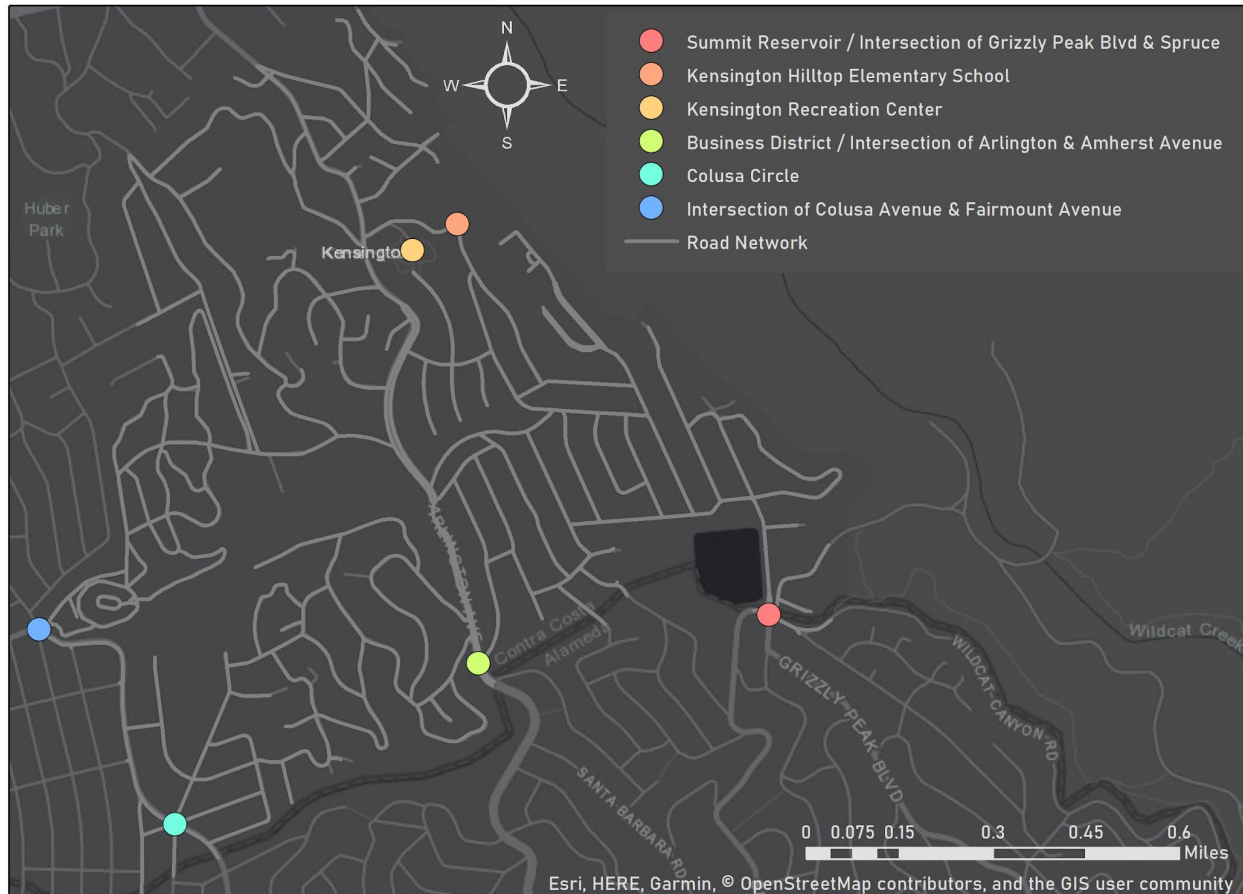 N
W E
S
Summit Reservoir / Intersection of Grizzly Peak Blvd & Spruce
Kensington Hilltop Elementary School
Kensington Recreation Center
Business District / Intersection of Arlington & Amherst Avenue
Colusa Circle
Intersection of Colusa Avenue & Fairmount Avenue
Road Network
Huber
Park
Kensingto
ARLINGTON AVE
Contra Costa
Alameda
Wildcat Creek
WILDCAT CANYON RD
GRIZZLY PEAK BLVD
SANTA BARBARA RD
0 0.075 0.15 0.3 0.45 0.6
Miles
Esri, HERE, Garmin, © OpenStreetMap contributors, and the GIS user community